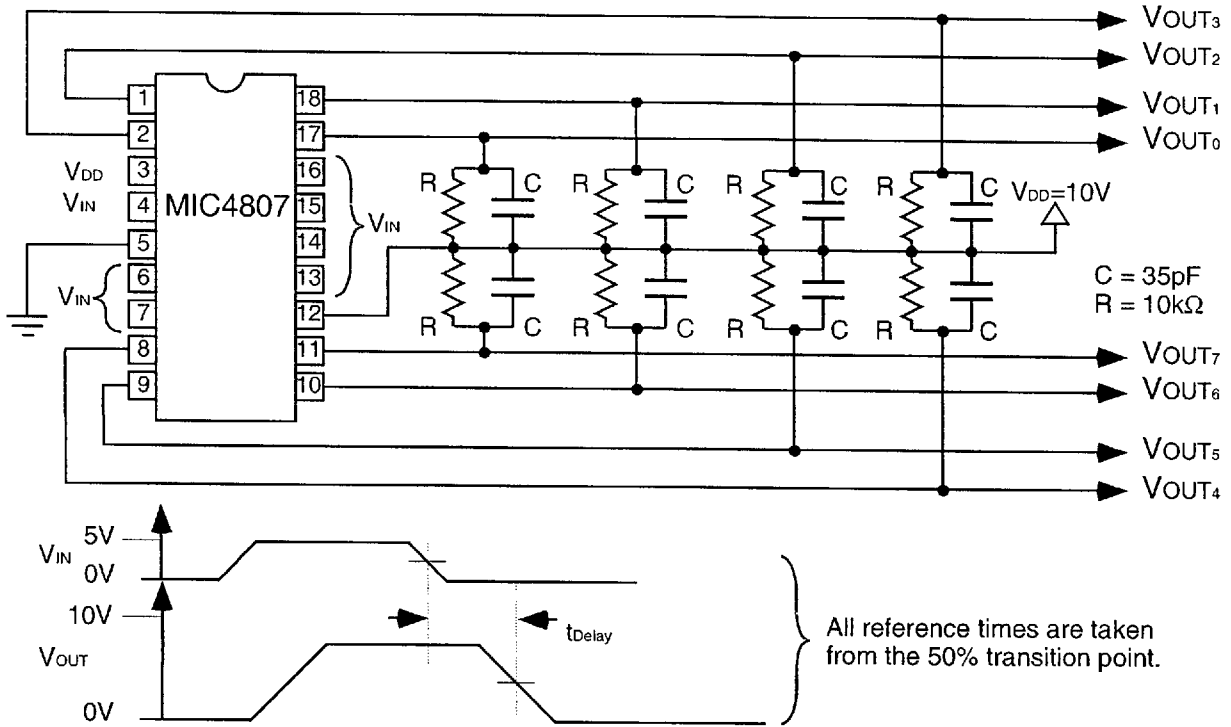 VOUT3
VOUT2
VOUT1
VOUT0
1 18
2 17
VDD 3 16
VIN 4 MIC4807 15 VIN
5 14
VIN 6 13
7 12
8 11
9 10
R C R C R C R C
VDD=10V
R C R C R C R C
C = 35pF
R = 10kΩ
VOUT7
VOUT6
VOUT5
VOUT4
VIN 5V
0V
10V
tDelay
VOUT
0V
All reference times are taken
from the 50% transition point.